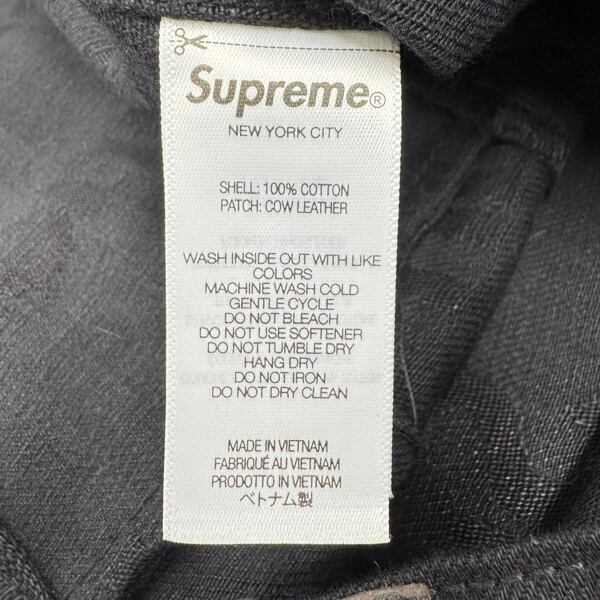 Supreme®
NEW YORK CITY
SHELL: 100% COTTON
PATCH: COW LEATHER
WASH INSIDE OUT WITH LIKE
COLORS
MACHINE WASH COLD
GENTLE CYCLE
DO NOT BLEACH
DO NOT USE SOFTENER
DO NOT TUMBLE DRY
HANG DRY
DO NOT IRON
DO NOT DRY CLEAN
MADE IN VIETNAM
FABRIQUÉ AU VIETNAM
PRODOTTO IN VIETNAM
ベトナム製